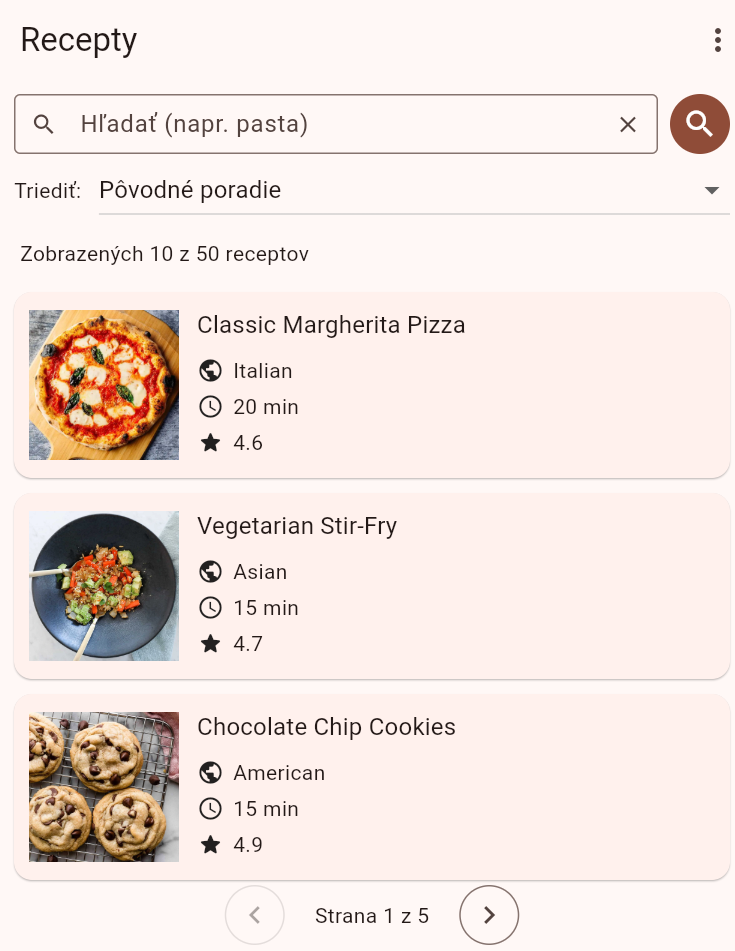 Recepty
Hľadať (napr. pasta)
Triediť: Pôvodné poradie
Zobrazených 10 z 50 receptov
Classic Margherita Pizza
Italian
20 min
4.6
Vegetarian Stir-Fry
Asian
15 min
4.7
Chocolate Chip Cookies
American
15 min
4.9
Strana 1 z 5